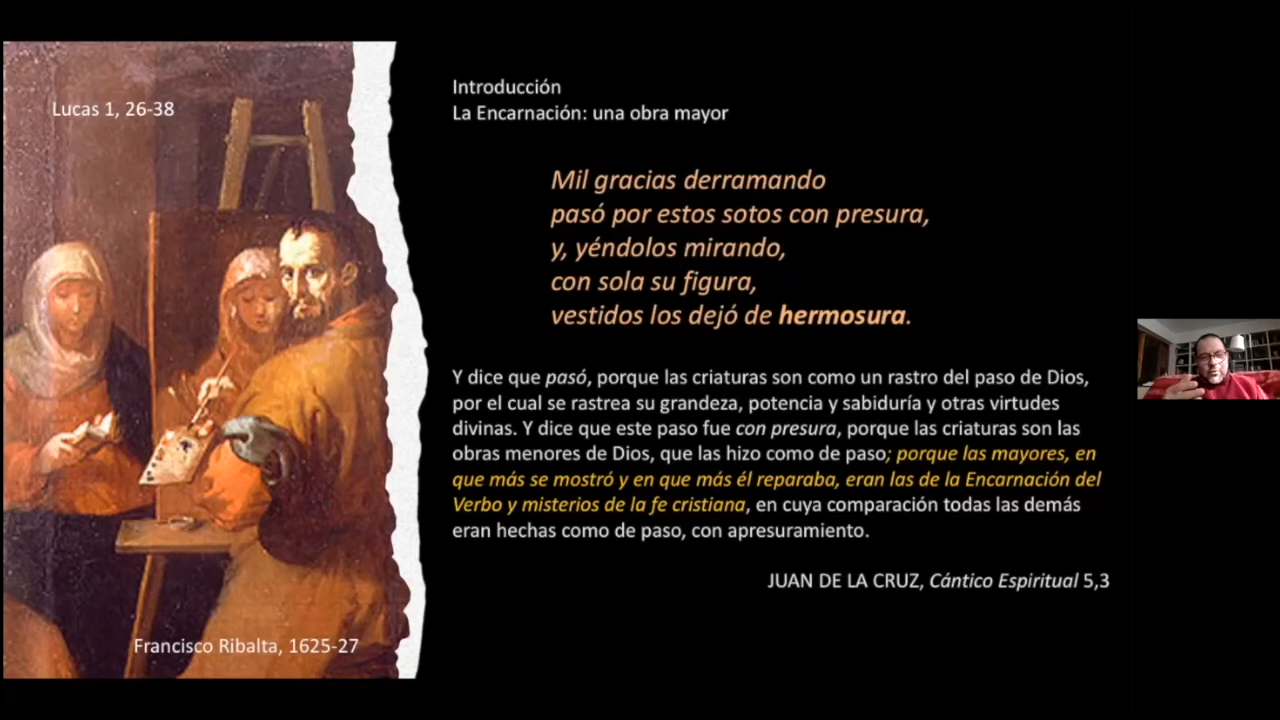 Lucas 1, 26-38
Introducción
La Encarnación: una obra mayor
Mil gracias derramando
pasó por estos sotos con presura,
y, yéndolos mirando,
con sola su figura,
vestidos los dejó de hermosura.
Y dice que pasó, porque las criaturas son como un rastro del paso de Dios,
por el cual se rastrea su grandeza, potencia y sabiduría y otras virtudes
divinas. Y dice que este paso fue con presura, porque las criaturas son las
obras menores de Dios, que las hizo como de paso; porque las mayores, en
que más se mostró y en que más él reparaba, eran las de la Encarnación del
Verbo y misterios de la fe cristiana, en cuya comparación todas las demás
eran hechas como de paso, con apresuramiento.
JUAN DE LA CRUZ, Cántico Espiritual 5,3
Francisco Ribalta, 1625-27